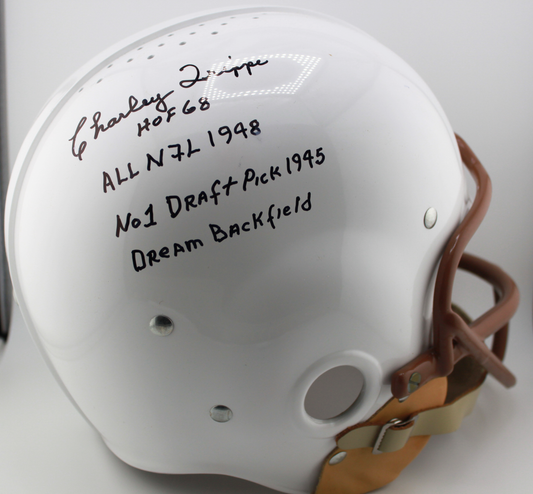 Charley Trippi
HOF 68
ALL NFL 1948
No1 DRAFt Pick 1945
DREAM BACkfield